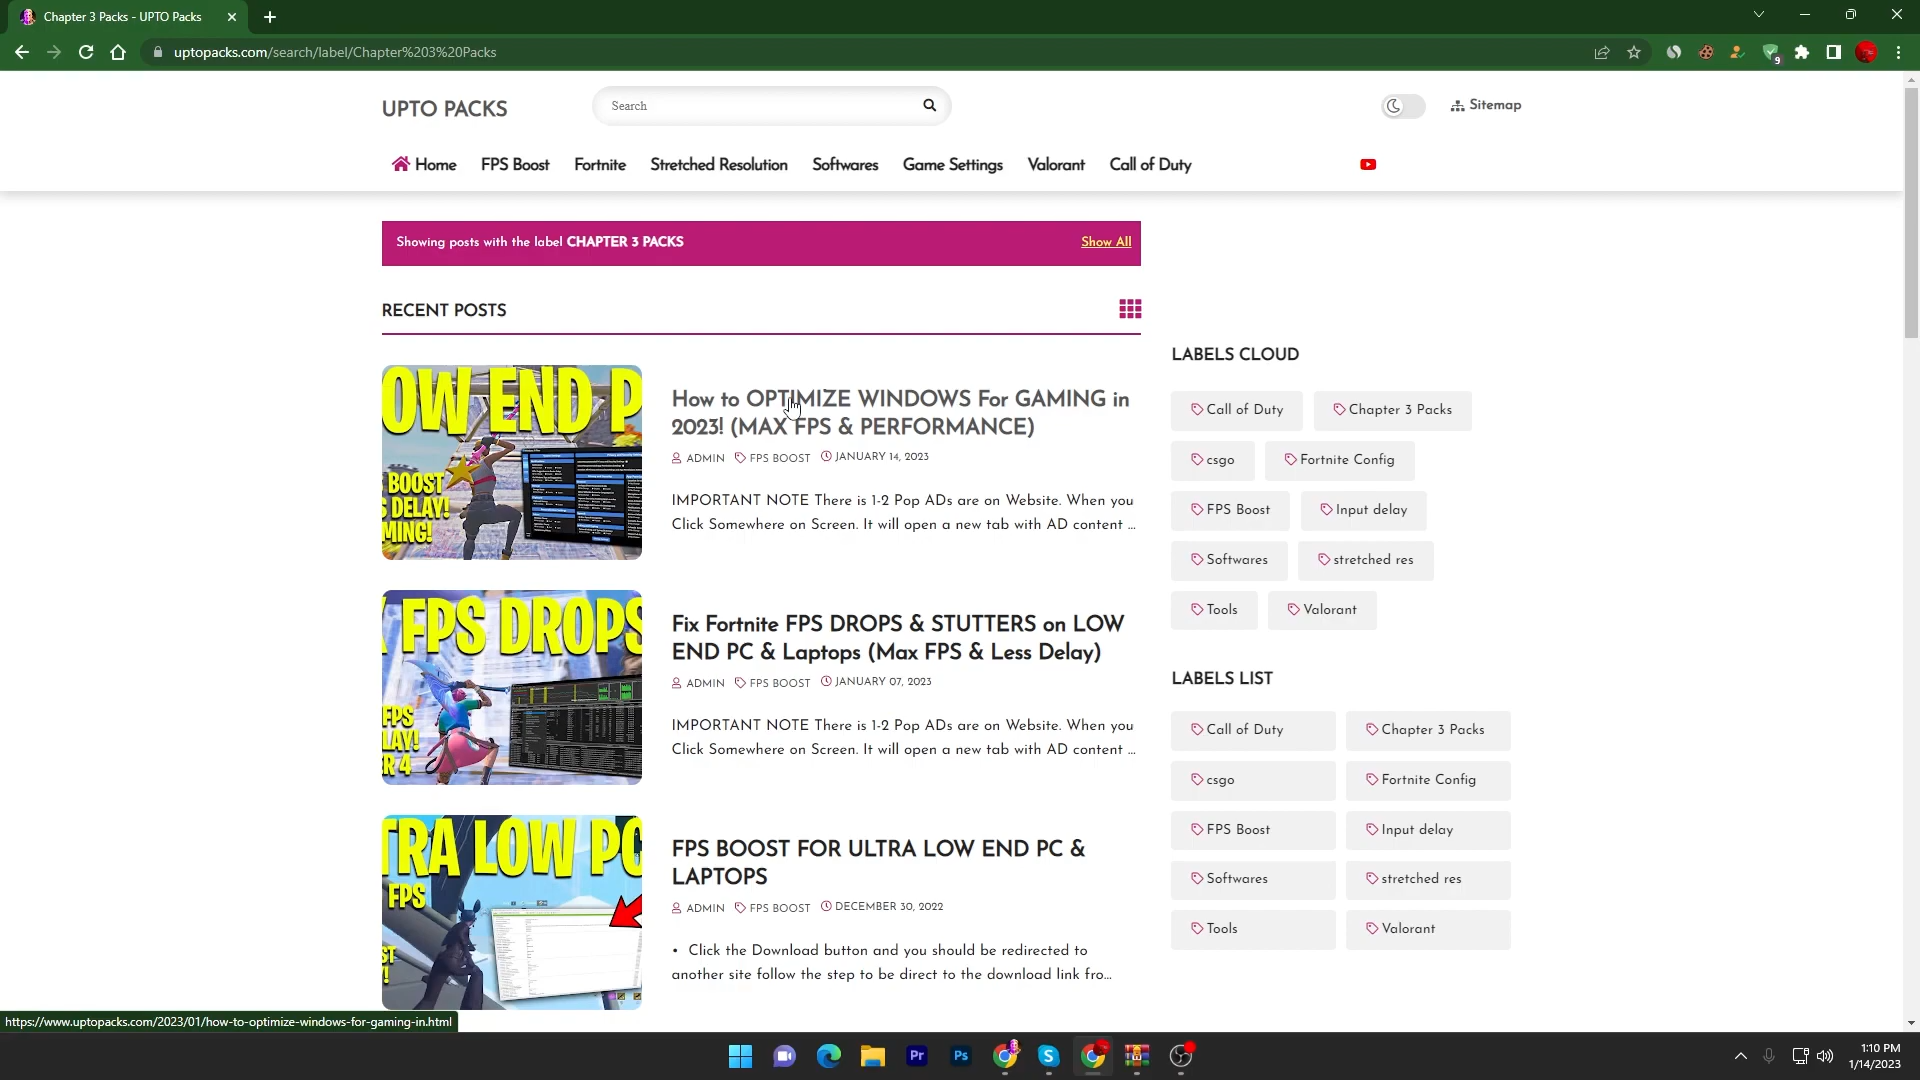 Chapter 3 Packs - UPTO Packs
uptopacks.com/search/label/Chapter%203%20Packs
9
UPTO PACKS
Search
Sitemap
Home
FPS Boost
Fortnite
Stretched Resolution
Softwares
Game Settings
Valorant
Call of Duty
Showing posts with the label CHAPTER 3 PACKS
Show All
RECENT POSTS
OW END P
BOOST
DELAY!
MING!
How to OPTIMIZE WINDOWS For GAMING in
2023! (MAX FPS & PERFORMANCE)
ADMIN FPS BOOST JANUARY 14, 2023
IMPORTANT NOTE There is 1-2 Pop ADs are on Website. When you
Click Somewhere on Screen. It will open a new tab with AD content ...
FPS DROPS
FPS
LAY!
R 4
Fix Fortnite FPS DROPS & STUTTERS on LOW
END PC & Laptops (Max FPS & Less Delay)
ADMIN FPS BOOST JANUARY 07, 2023
IMPORTANT NOTE There is 1-2 Pop ADs are on Website. When you
Click Somewhere on Screen. It will open a new tab with AD content ...
TRA LOW PC
FPS
ST
FPS BOOST FOR ULTRA LOW END PC &
LAPTOPS
ADMIN FPS BOOST DECEMBER 30, 2022
• Click the Download button and you should be redirected to
another site follow the step to be direct to the download link fro...
LABELS CLOUD
Call of Duty
Chapter 3 Packs
csgo
Fortnite Config
FPS Boost
Input delay
Softwares
stretched res
Tools
Valorant
LABELS LIST
Call of Duty
Chapter 3 Packs
csgo
Fortnite Config
FPS Boost
Input delay
Softwares
stretched res
Tools
Valorant
https://www.uptopacks.com/2023/01/how-to-optimize-windows-for-gaming-in.html
Pr
Ps
S
1:10 PM
1/14/2023